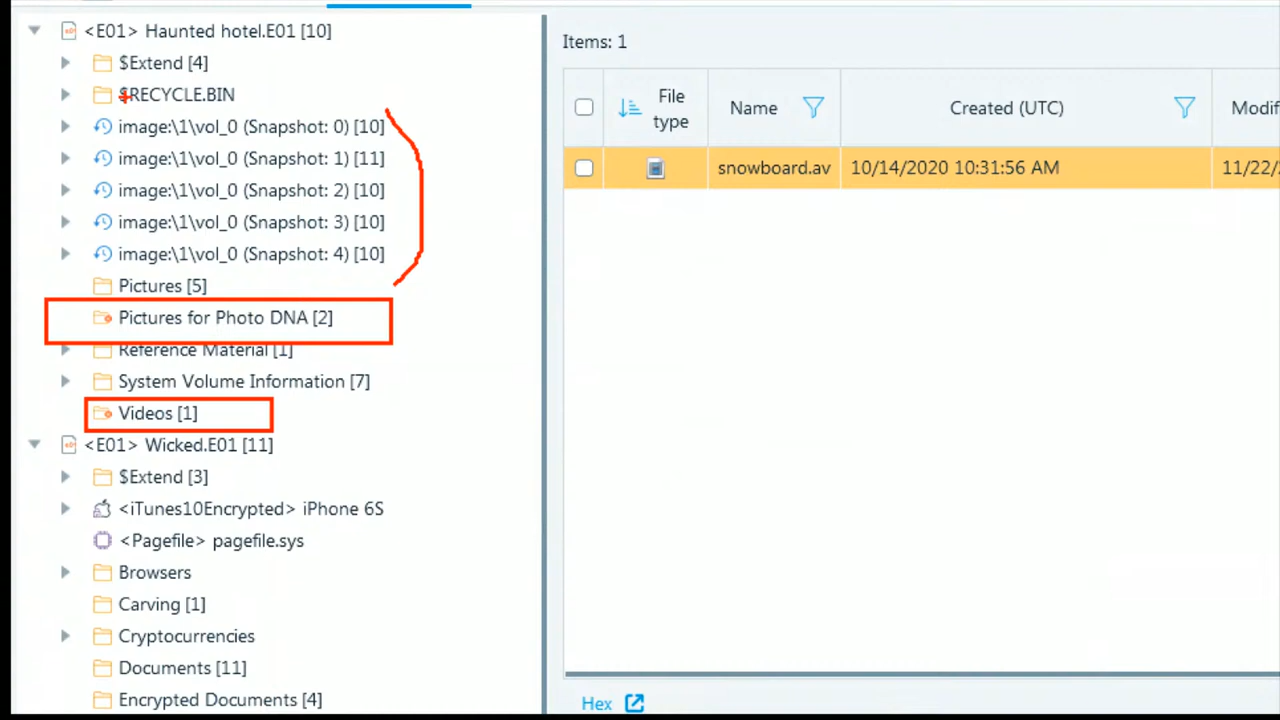 <E01> Haunted hotel.E01 [10]
$Extend [4]
$RECYCLE.BIN
image:\1\vol_0 (Snapshot: 0) [10]
image:\1\vol_0 (Snapshot: 1) [11]
image:\1\vol_0 (Snapshot: 2) [10]
image:\1\vol_0 (Snapshot: 3) [10]
image:\1\vol_0 (Snapshot: 4) [10]
Pictures [5]
Pictures for Photo DNA [2]
Reference Material [1]
System Volume Information [7]
Videos [1]
<E01> Wicked.E01 [11]
$Extend [3]
<iTunes10Encrypted> iPhone 6S
<Pagefile> pagefile.sys
Browsers
Carving [1]
Cryptocurrencies
Documents [11]
Encrypted Documents [4]
Items: 1
File type Name Created (UTC) Modif
snowboard.av 10/14/2020 10:31:56 AM 11/22/
Hex